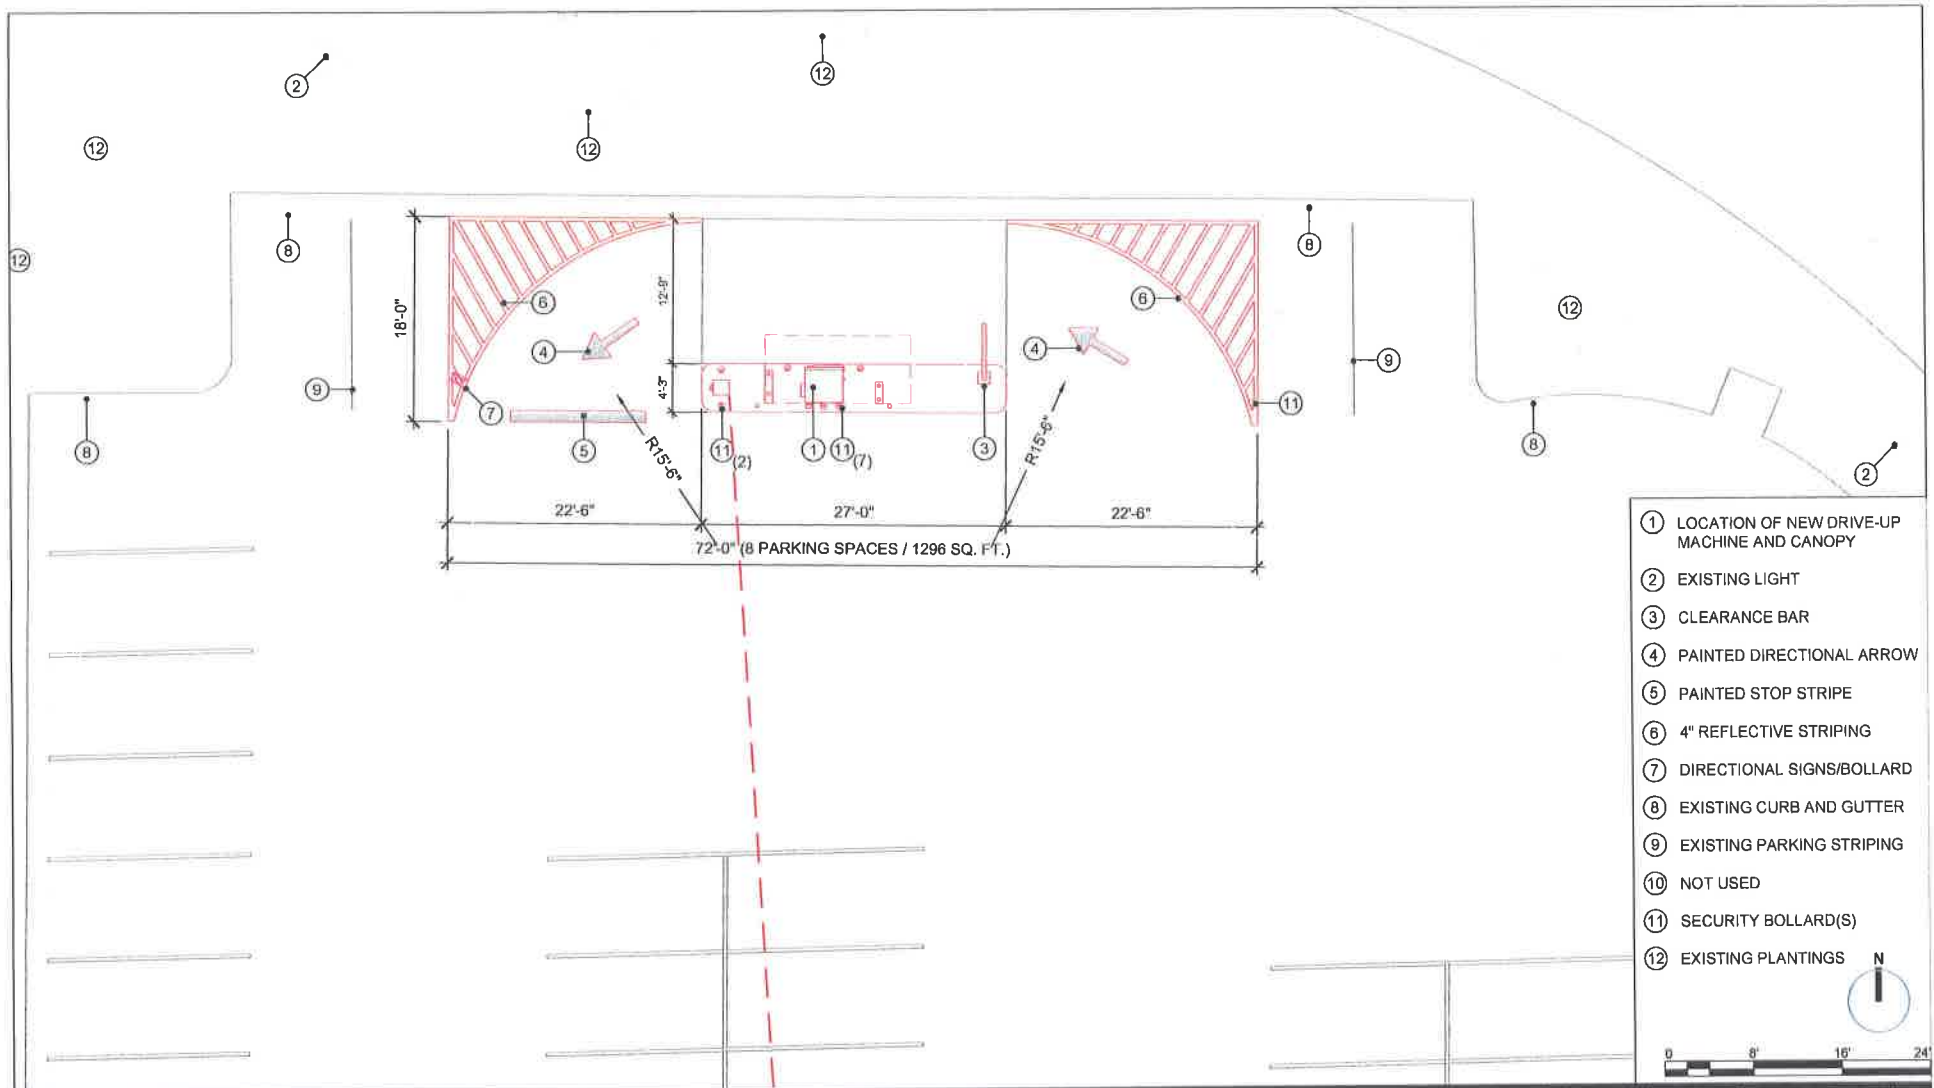 2
12
12
12
12
8
8
18'-0"
12'-9"
6
6
12
4
4
9
9
4'-3"
7
11
5
R15'-6"
11
(2)
1
11
(7)
3
R15'-6"
8
8
2
22'-6"
27'-0"
22'-6"
72'-0" (8 PARKING SPACES / 1296 SQ. FT.)
1 LOCATION OF NEW DRIVE-UP
MACHINE AND CANOPY
2 EXISTING LIGHT
3 CLEARANCE BAR
4 PAINTED DIRECTIONAL ARROW
5 PAINTED STOP STRIPE
6 4" REFLECTIVE STRIPING
7 DIRECTIONAL SIGNS/BOLLARD
8 EXISTING CURB AND GUTTER
9 EXISTING PARKING STRIPING
10 NOT USED
11 SECURITY BOLLARD(S)
12 EXISTING PLANTINGS
N
0 8' 16' 24'